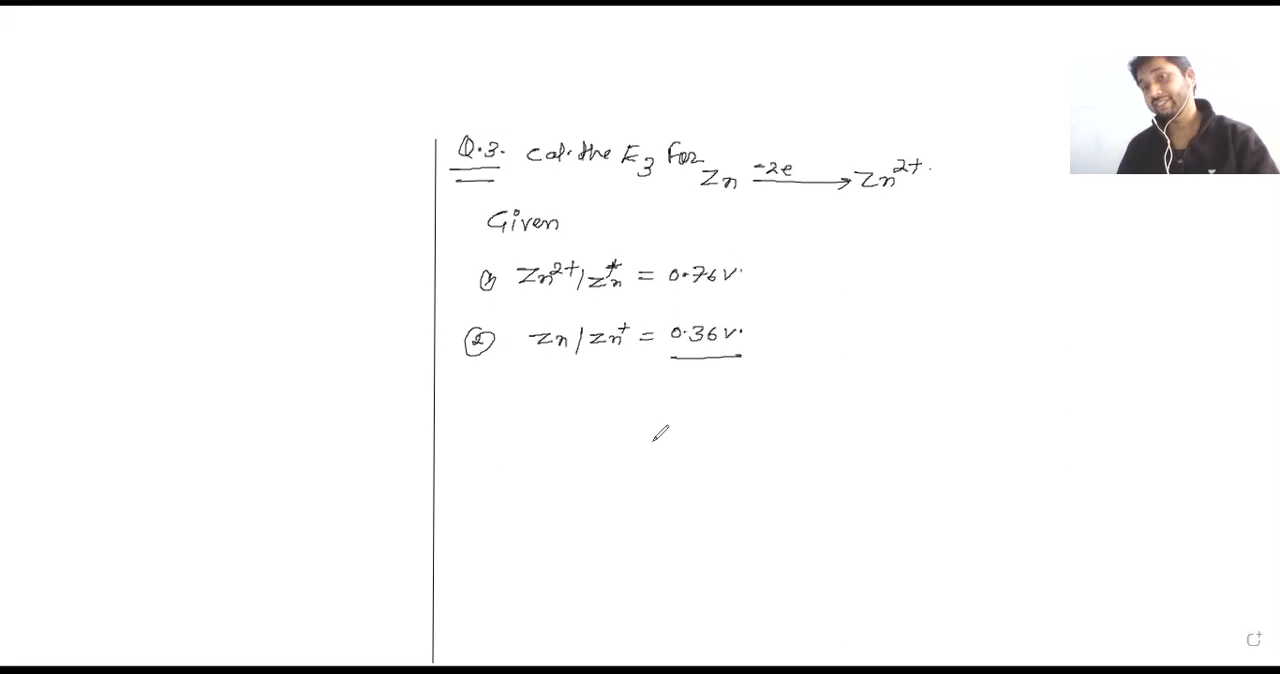 Q.3. Cal. the E3 For Zn -2e → Zn2+.
Given
① Zn2+/Zn+ = 0.76V.
② Zn/Zn+ = 0.36V.